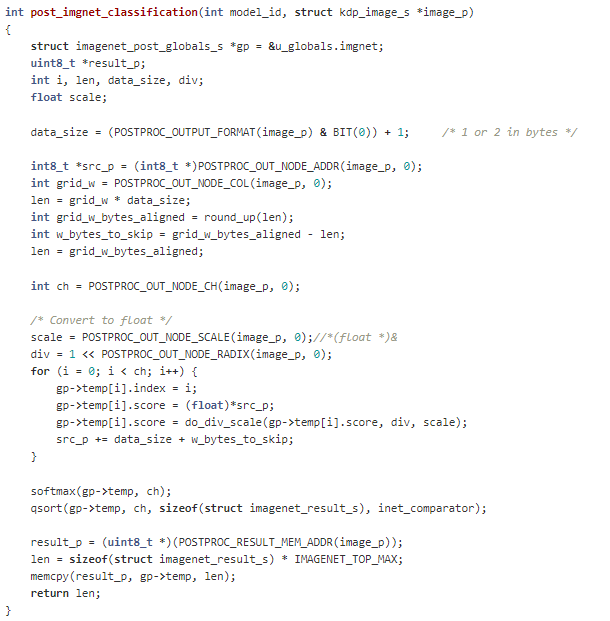 int post_imgnet_classification(int model_id, struct kdp_image_s *image_p)
{
    struct imagenet_post_globals_s *gp = &u_globals.imgnet;
    uint8_t *result_p;
    int i, len, data_size, div;
    float scale;

    data_size = (POSTPROC_OUTPUT_FORMAT(image_p) & BIT(0)) + 1;     /* 1 or 2 in bytes */

    int8_t *src_p = (int8_t *)POSTPROC_OUT_NODE_ADDR(image_p, 0);
    int grid_w = POSTPROC_OUT_NODE_COL(image_p, 0);
    len = grid_w * data_size;
    int grid_w_bytes_aligned = round_up(len);
    int w_bytes_to_skip = grid_w_bytes_aligned - len;
    len = grid_w_bytes_aligned;

    int ch = POSTPROC_OUT_NODE_CH(image_p, 0);

    /* Convert to float */
    scale = POSTPROC_OUT_NODE_SCALE(image_p, 0);//*(float *)&
    div = 1 << POSTPROC_OUT_NODE_RADIX(image_p, 0);
    for (i = 0; i < ch; i++) {
        gp->temp[i].index = i;
        gp->temp[i].score = (float)*src_p;
        gp->temp[i].score = do_div_scale(gp->temp[i].score, div, scale);
        src_p += data_size + w_bytes_to_skip;
    }

    softmax(gp->temp, ch);
    qsort(gp->temp, ch, sizeof(struct imagenet_result_s), inet_comparator);

    result_p = (uint8_t *)(POSTPROC_RESULT_MEM_ADDR(image_p));
    len = sizeof(struct imagenet_result_s) * IMAGENET_TOP_MAX;
    memcpy(result_p, gp->temp, len);
    return len;
}